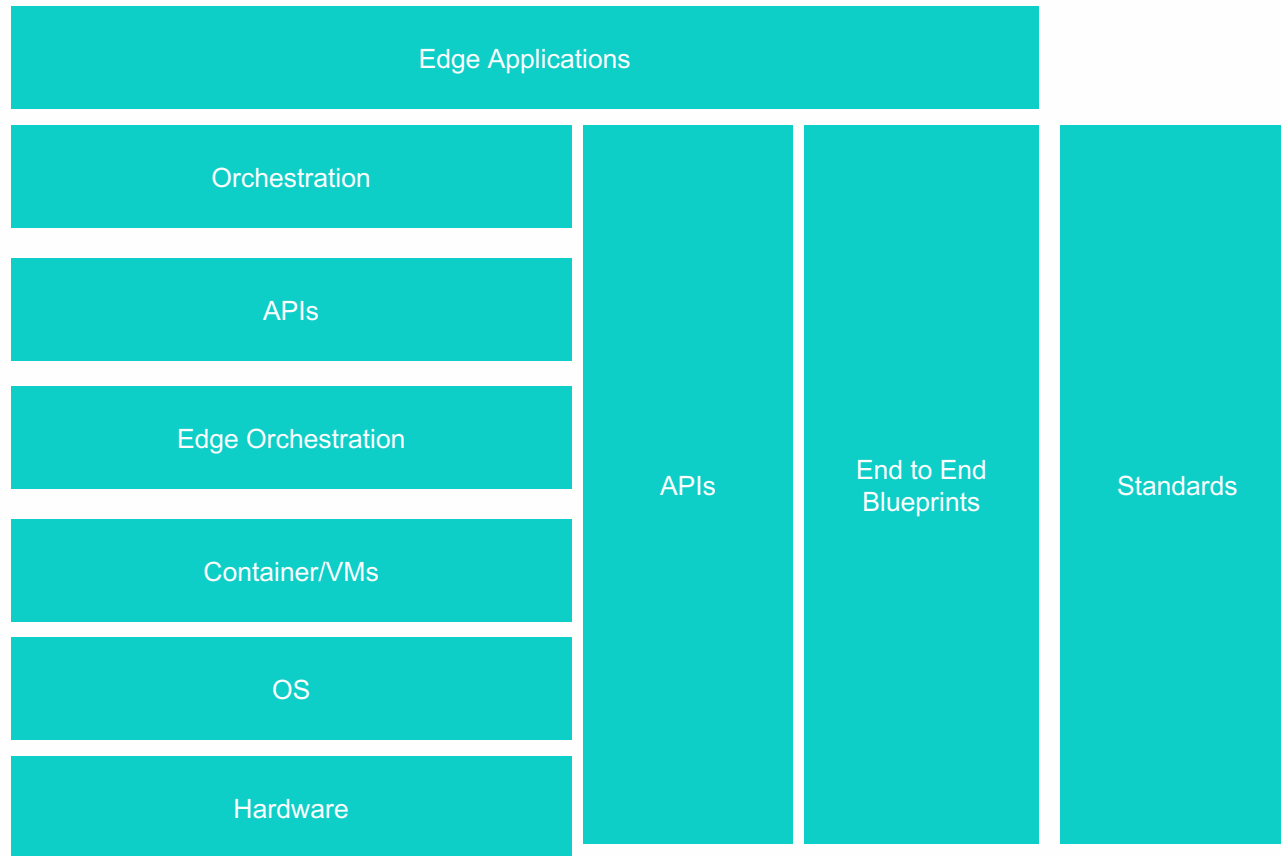 Edge Applications
Orchestration
APIs
Edge Orchestration
Container/VMs
OS
Hardware
APIs
End to End
Blueprints
Standards